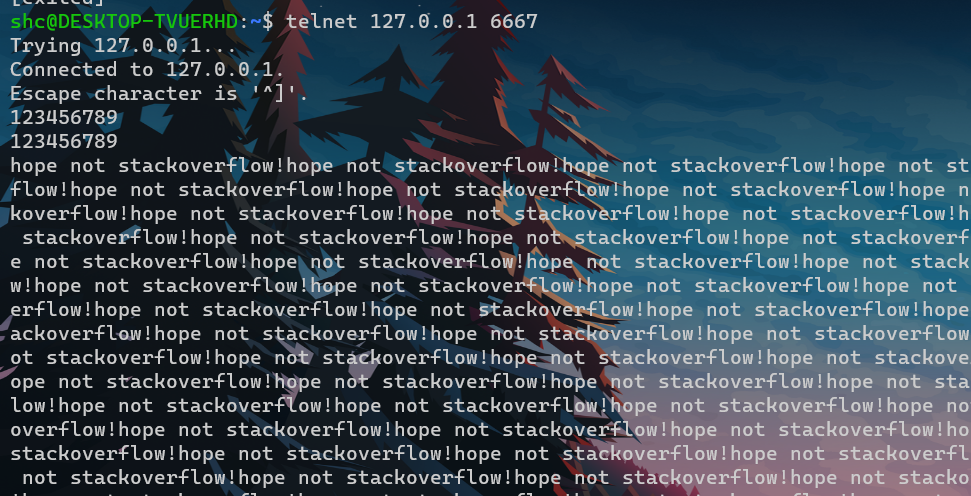 [exited]
shc@DESKTOP-TVUERHD:~$ telnet 127.0.0.1 6667
Trying 127.0.0.1...
Connected to 127.0.0.1.
Escape character is '^]'.
123456789
123456789
hope not stackoverflow!hope not stackoverflow!hope not stackoverflow!hope not st
flow!hope not stackoverflow!hope not stackoverflow!hope not stackoverflow!hope n
koverflow!hope not stackoverflow!hope not stackoverflow!hope not stackoverflow!h
stackoverflow!hope not stackoverflow!hope not stackoverflow!hope not stackoverf
e not stackoverflow!hope not stackoverflow!hope not stackoverflow!hope not stack
w!hope not stackoverflow!hope not stackoverflow!hope not stackoverflow!hope not
erflow!hope not stackoverflow!hope not stackoverflow!hope not stackoverflow!hope
ackoverflow!hope not stackoverflow!hope not stackoverflow!hope not stackoverflow
ot stackoverflow!hope not stackoverflow!hope not stackoverflow!hope not stackove
ope not stackoverflow!hope not stackoverflow!hope not stackoverflow!hope not sta
low!hope not stackoverflow!hope not stackoverflow!hope not stackoverflow!hope no
overflow!hope not stackoverflow!hope not stackoverflow!hope not stackoverflow!ho
stackoverflow!hope not stackoverflow!hope not stackoverflow!hope not stackoverfl
not stackoverflow!hope not stackoverflow!hope not stackoverflow!hope not stacko